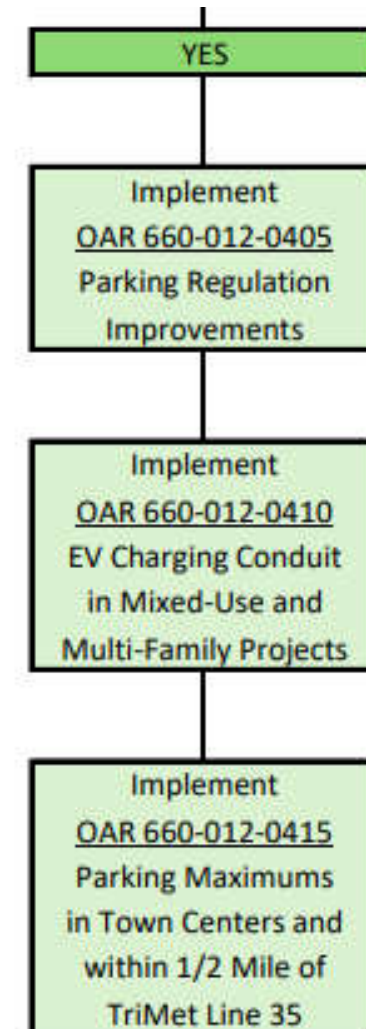 YES
Implement
OAR 660-012-0405
Parking Regulation
Improvements
Implement
OAR 660-012-0410
EV Charging Conduit
in Mixed-Use and
Multi-Family Projects
Implement
OAR 660-012-0415
Parking Maximums
in Town Centers and
within 1/2 Mile of
TriMet Line 35